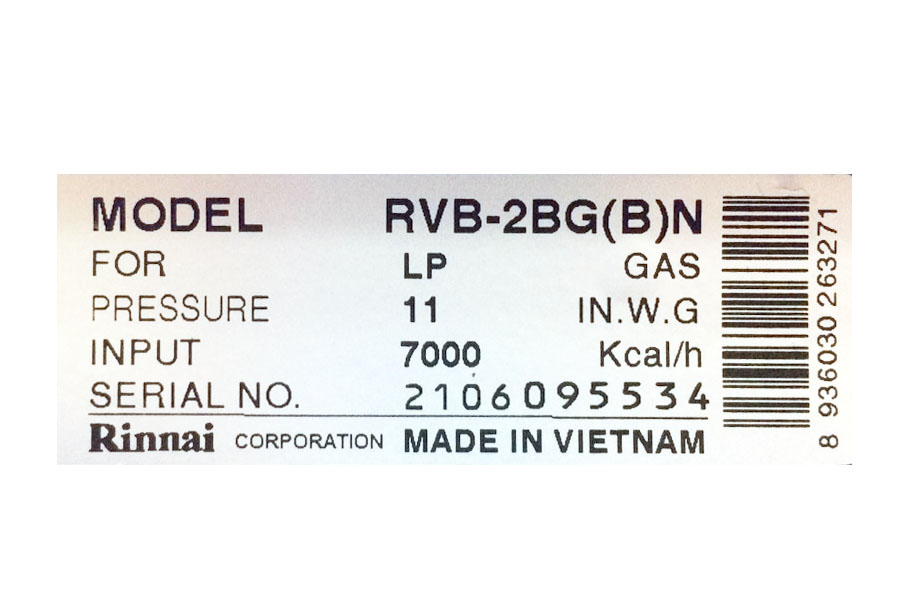 MODEL RVB-2BG(B)N
FOR LP GAS
PRESSURE 11 IN.W.G
INPUT 7000 Kcal/h
SERIAL NO. 2106095534
Rinnai CORPORATION MADE IN VIETNAM
8 936030 263271